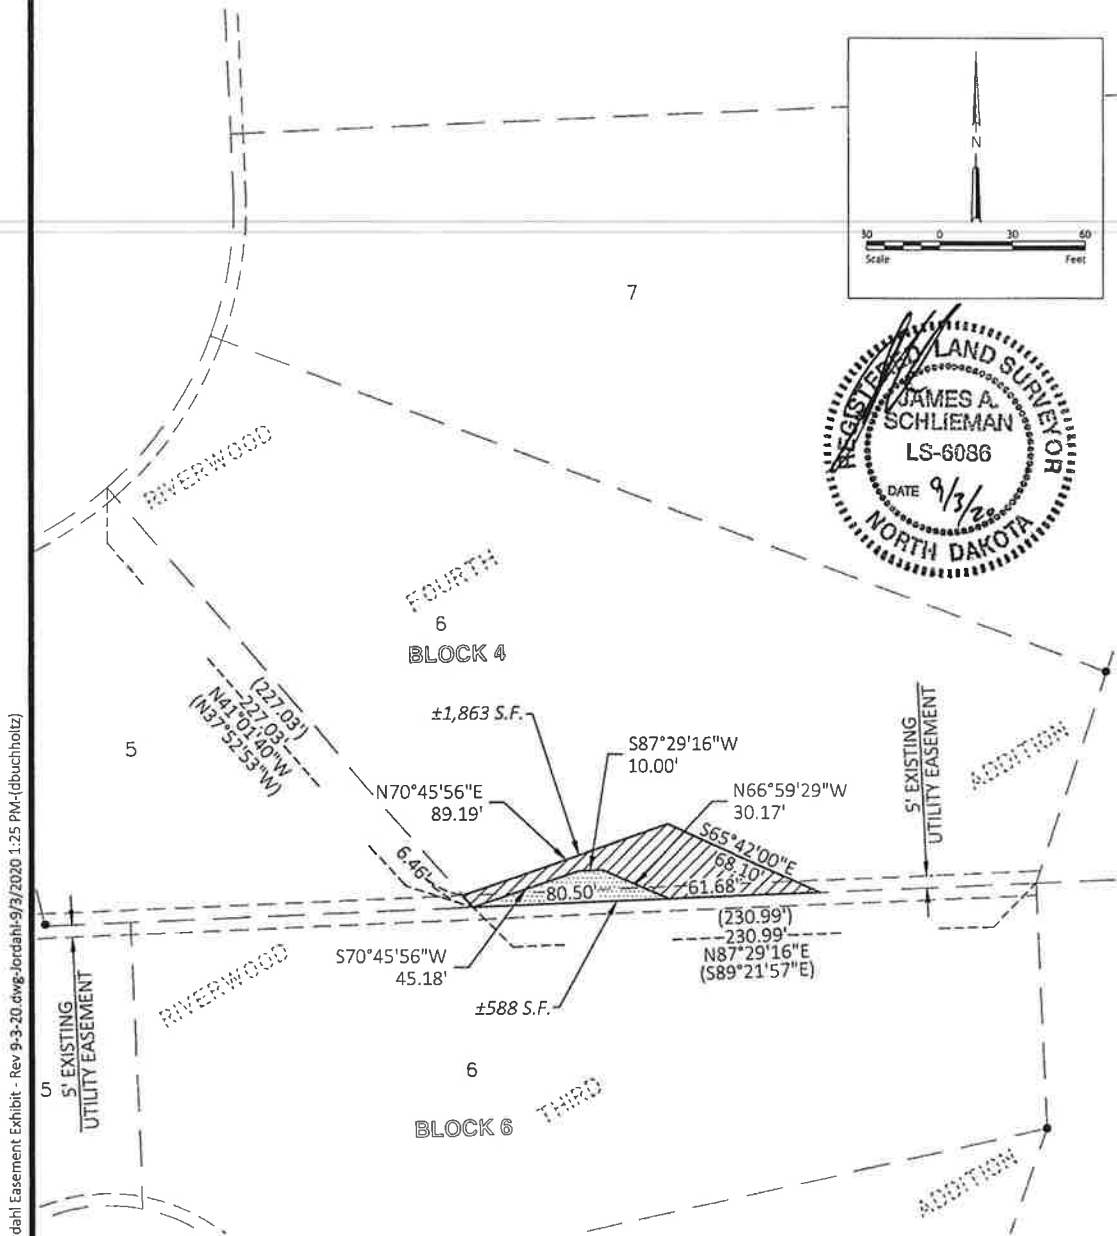 N
30 0 30 60
Scale Feet
7
REGISTERED LAND SURVEYOR
JAMES A.
SCHLIEMAN
LS-6086
DATE 9/3/20
NORTH DAKOTA
RIVERWOOD
FOURTH
6
BLOCK 4
(227.03')
227.03'
N41°01'40"W
(N37°52'53"W)
5
±1,863 S.F.
S87°29'16"W
10.00'
5' EXISTING
UTILITY EASEMENT
ADDITION
N70°45'56"E
89.19'
N66°59'29"W
30.17'
S65°42'00"E
68.10'
6.46'
80.50'
61.68'
(230.99')
230.99'
N87°29'16"E
(S89°21'57"E)
S70°45'56"W
45.18'
±588 S.F.
RIVERWOOD
5' EXISTING
UTILITY EASEMENT
5
6
THIRD
BLOCK 6
ADDITION
dahl Easement Exhibit - Rev 9-3-20.dwg-Jordahl-9/3/2020 1:25 PM-(dbuchholtz)